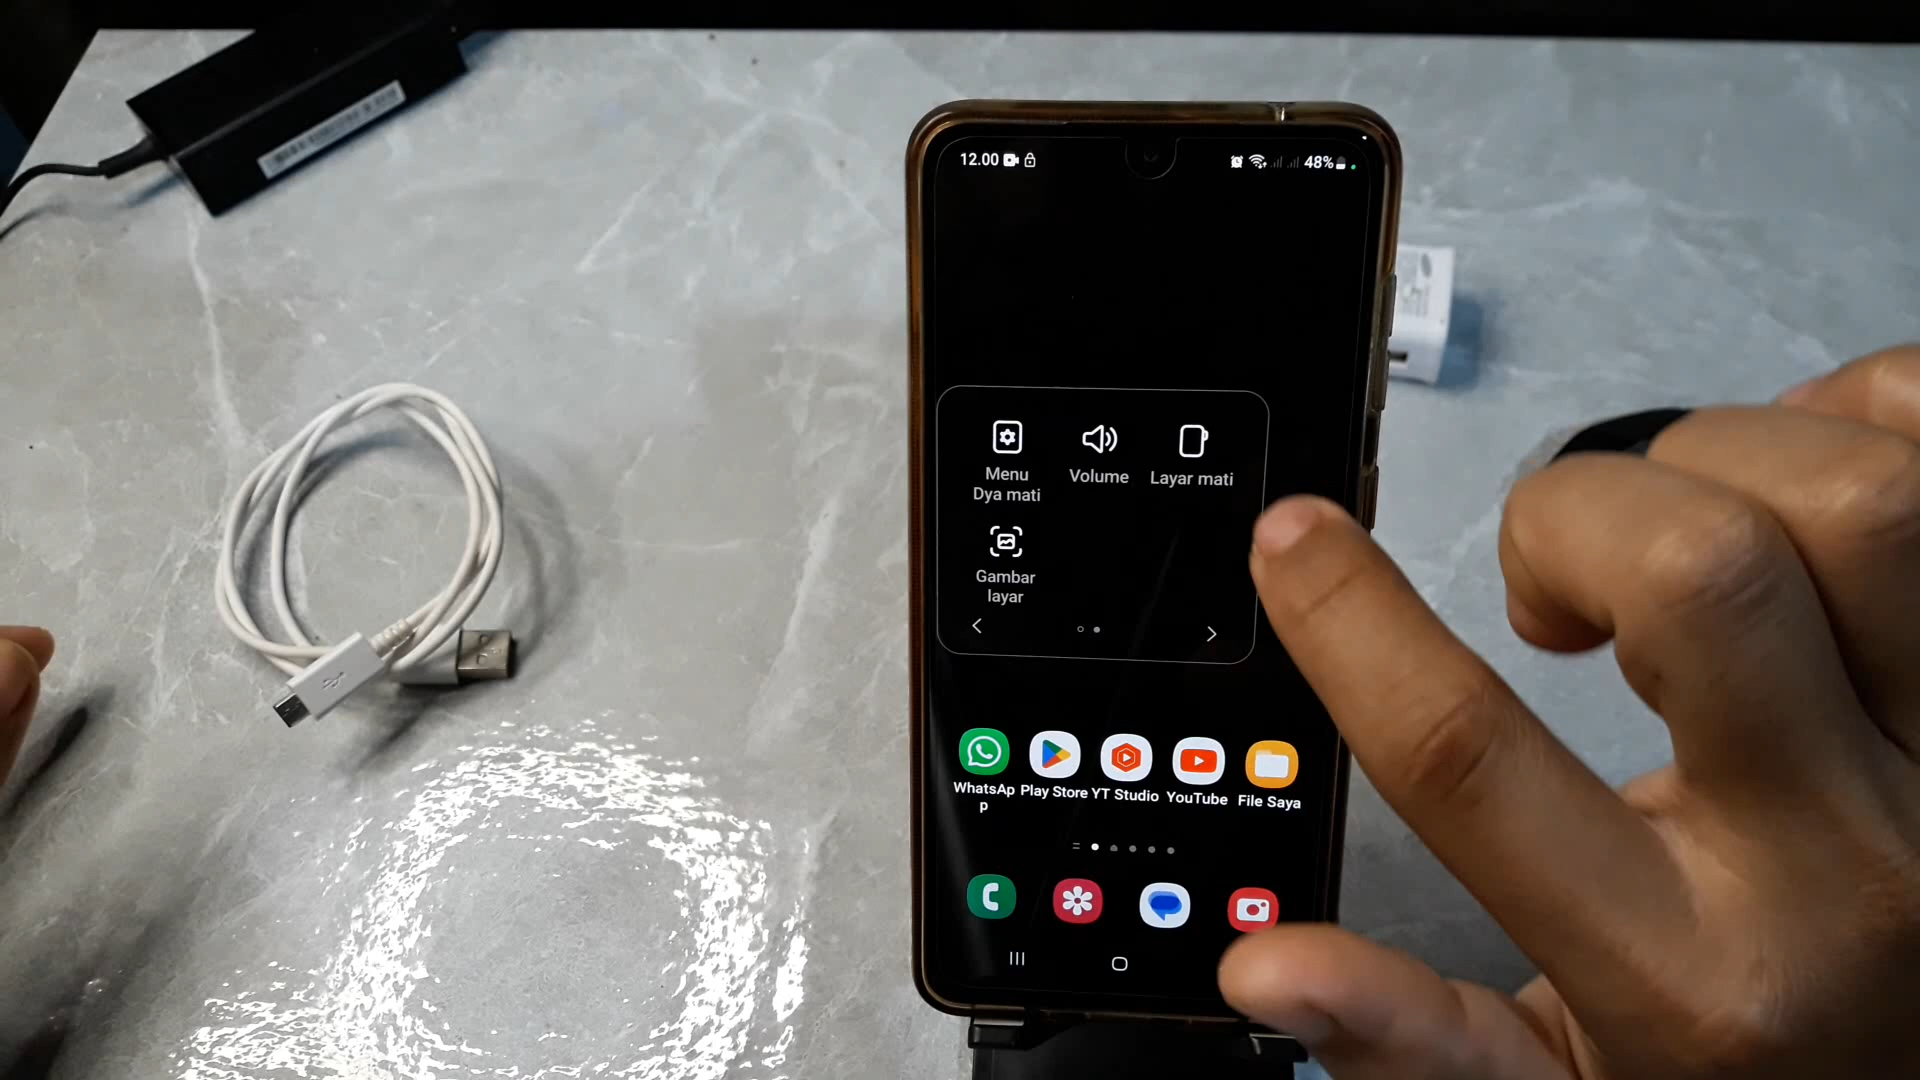 12.00
48%
Menu
Dya mati
Volume
Layar mati
Gambar
layar
WhatsAp
p
Play Store
YT Studio
YouTube
File Saya